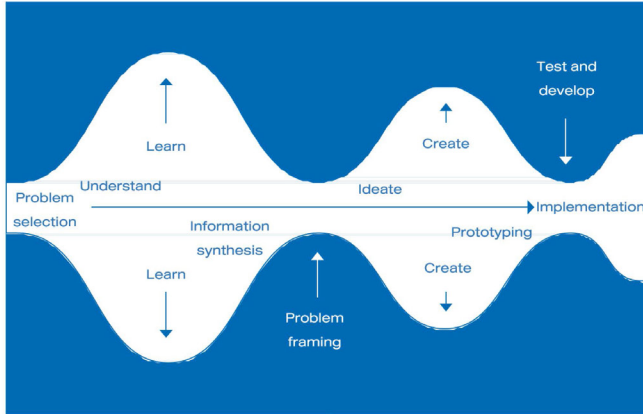 Test and
develop
Learn
Create
Understand
Ideate
Problem
selection
Implementation
Information
synthesis
Prototyping
Learn
Create
Problem
framing